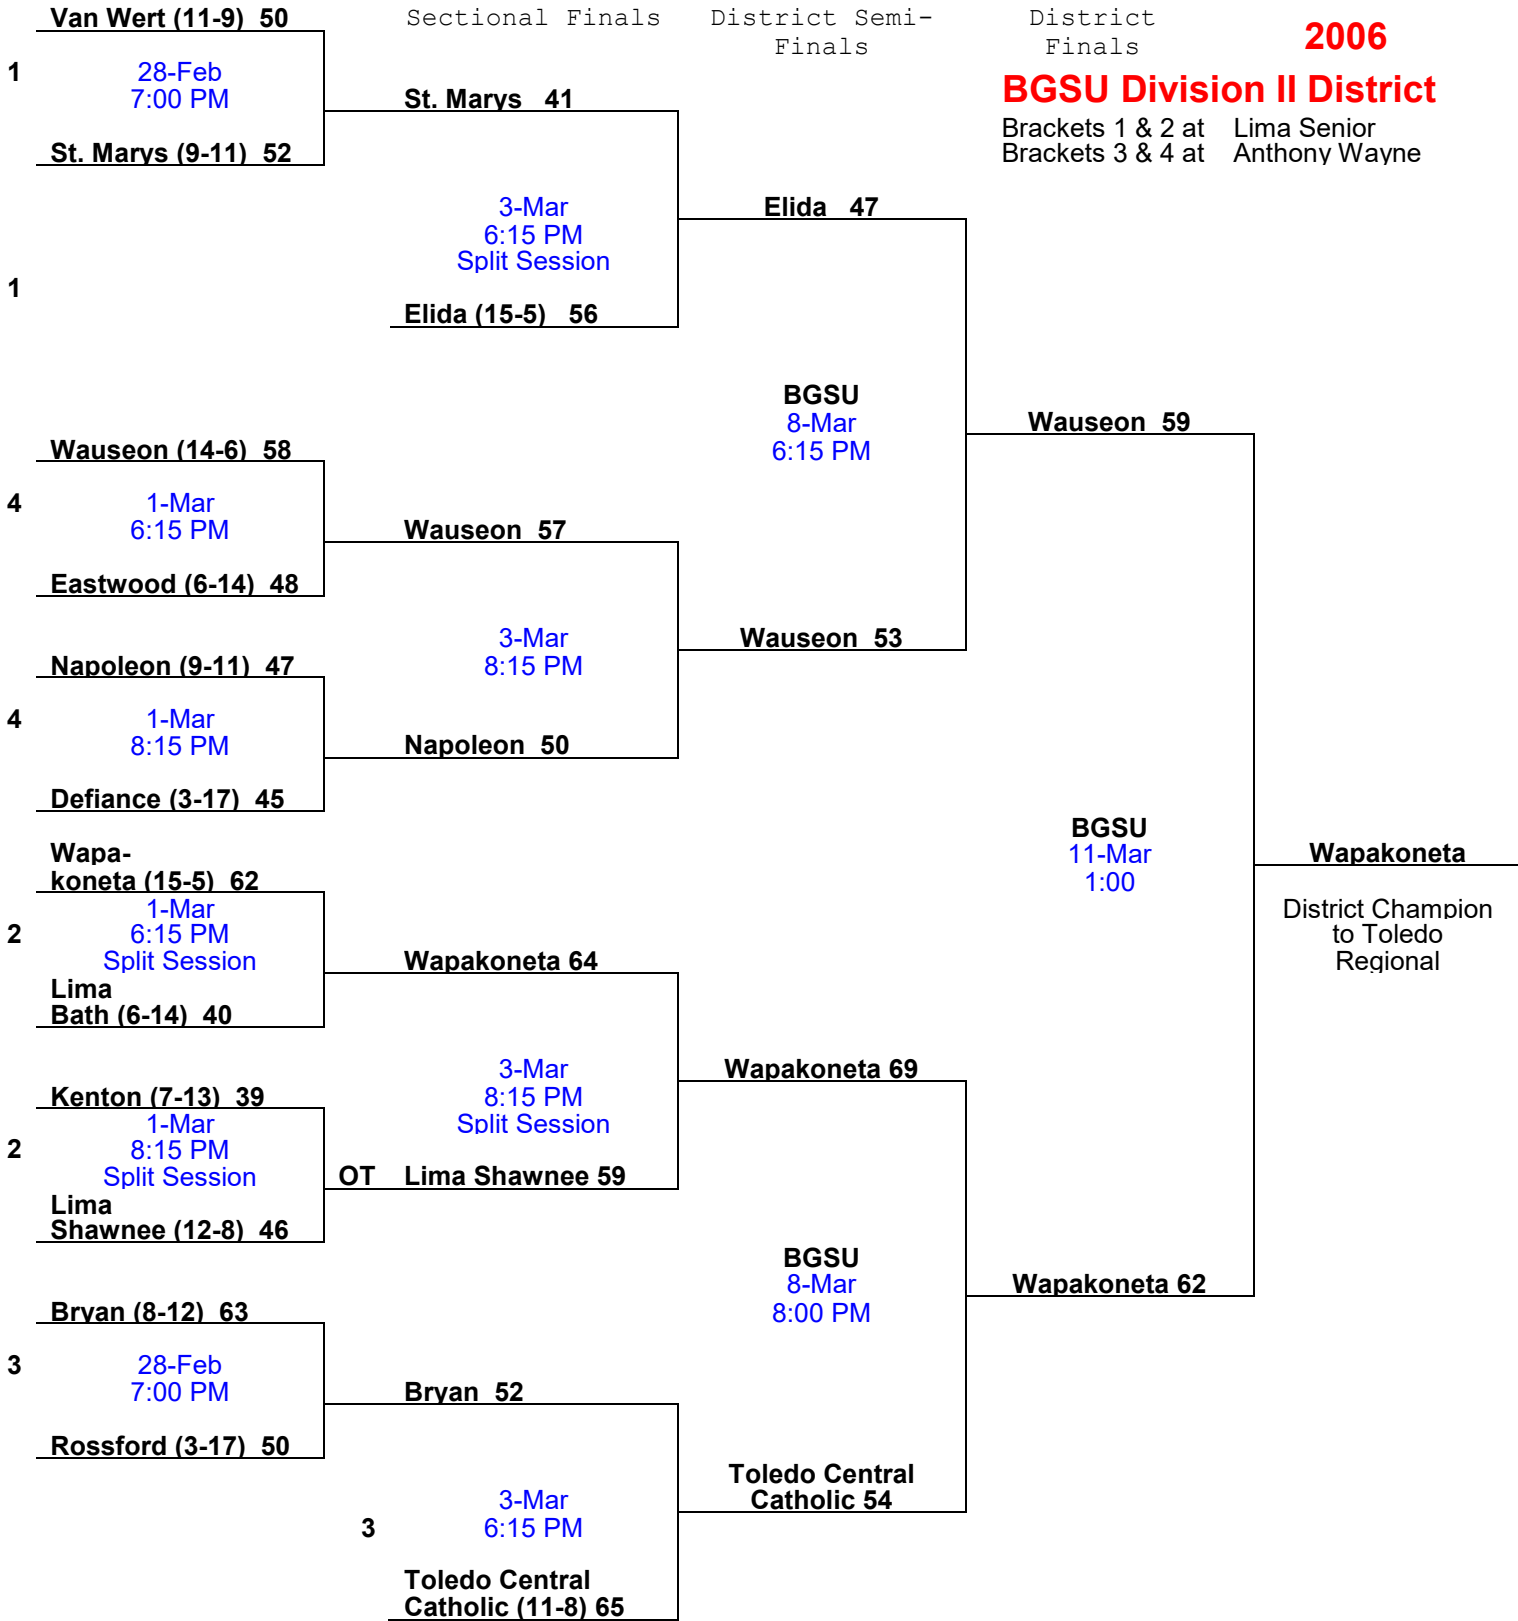 Sectional Finals
District Semi-
Finals
District
Finals
2006
BGSU Division II District
Brackets 1 & 2 at Lima Senior
Brackets 3 & 4 at Anthony Wayne
Van Wert (11-9) 50
1
28-Feb
7:00 PM
St. Marys (9-11) 52
St. Marys 41
3-Mar
6:15 PM
Split Session
1
Elida (15-5) 56
Elida 47
BGSU
8-Mar
6:15 PM
Wauseon (14-6) 58
4
1-Mar
6:15 PM
Eastwood (6-14) 48
Wauseon 57
3-Mar
8:15 PM
Napoleon (9-11) 47
4
1-Mar
8:15 PM
Defiance (3-17) 45
Napoleon 50
Wauseon 53
Wauseon 59
BGSU
11-Mar
1:00
Wapakoneta
District Champion
to Toledo
Regional
Wapa-
koneta (15-5) 62
2
1-Mar
6:15 PM
Split Session
Lima
Bath (6-14) 40
Wapakoneta 64
3-Mar
8:15 PM
Split Session
Kenton (7-13) 39
2
1-Mar
8:15 PM
Split Session
Lima
Shawnee (12-8) 46
OT Lima Shawnee 59
Wapakoneta 69
BGSU
8-Mar
8:00 PM
Wapakoneta 62
Bryan (8-12) 63
3
28-Feb
7:00 PM
Rossford (3-17) 50
Bryan 52
3-Mar
6:15 PM
3
Toledo Central
Catholic (11-8) 65
Toledo Central
Catholic 54